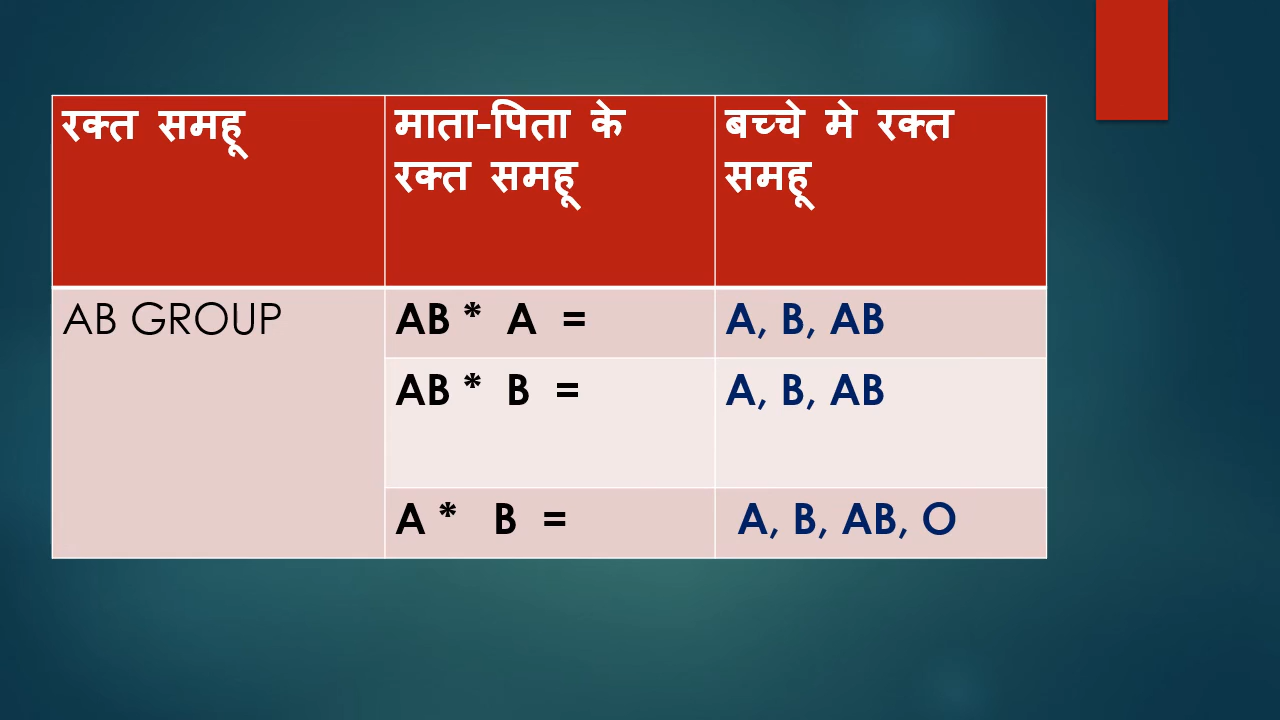 रक्त समहू
माता-पिता के
रक्त समहू
बच्चे मे रक्त
समहू
AB GROUP
AB * A =
A, B, AB
AB * B =
A, B, AB
A * B =
A, B, AB, O